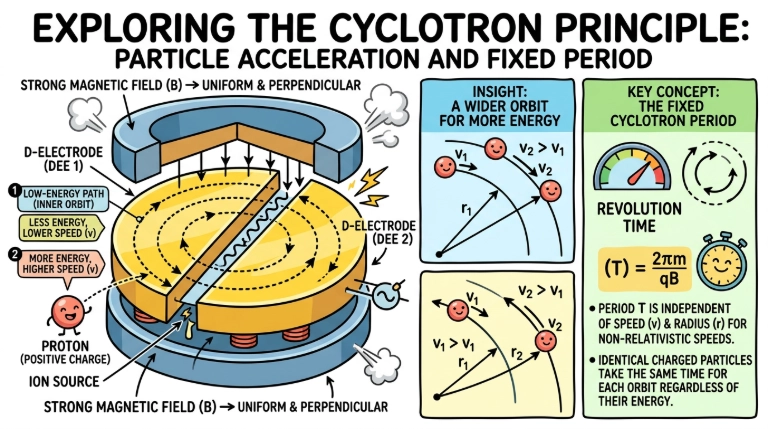 EXPLORING THE CYCLOTRON PRINCIPLE:
PARTICLE ACCELERATION AND FIXED PERIOD
STRONG MAGNETIC FIELD (B) → UNIFORM & PERPENDICULAR
D-ELECTRODE
(DEE 1)
1
LOW-ENERGY PATH
(INNER ORBIT)
LESS ENERGY,
LOWER SPEED (v)
2
MORE ENERGY,
HIGHER SPEED (v)
D-ELECTRODE
(DEE 2)
PROTON
(POSITIVE CHARGE)
ION SOURCE
STRONG MAGNETIC FIELD (B) → UNIFORM & PERPENDICULAR
INSIGHT:
A WIDER ORBIT
FOR MORE ENERGY
v₁
v₂ > v₁
v₂
r₁
v₁
v₂ > v₁
v₂
v₁ > v₁
r₁
r₂
KEY CONCEPT:
THE FIXED
CYCLOTRON PERIOD
REVOLUTION
TIME
(T) = 2πm/qB
• PERIOD T IS INDEPENDENT
OF SPEED (v) & RADIUS (r) FOR
NON-RELATIVISTIC SPEEDS.
• IDENTICAL CHARGED PARTICLES
TAKE THE SAME TIME FOR
EACH ORBIT REGARDLESS OF
THEIR ENERGY.